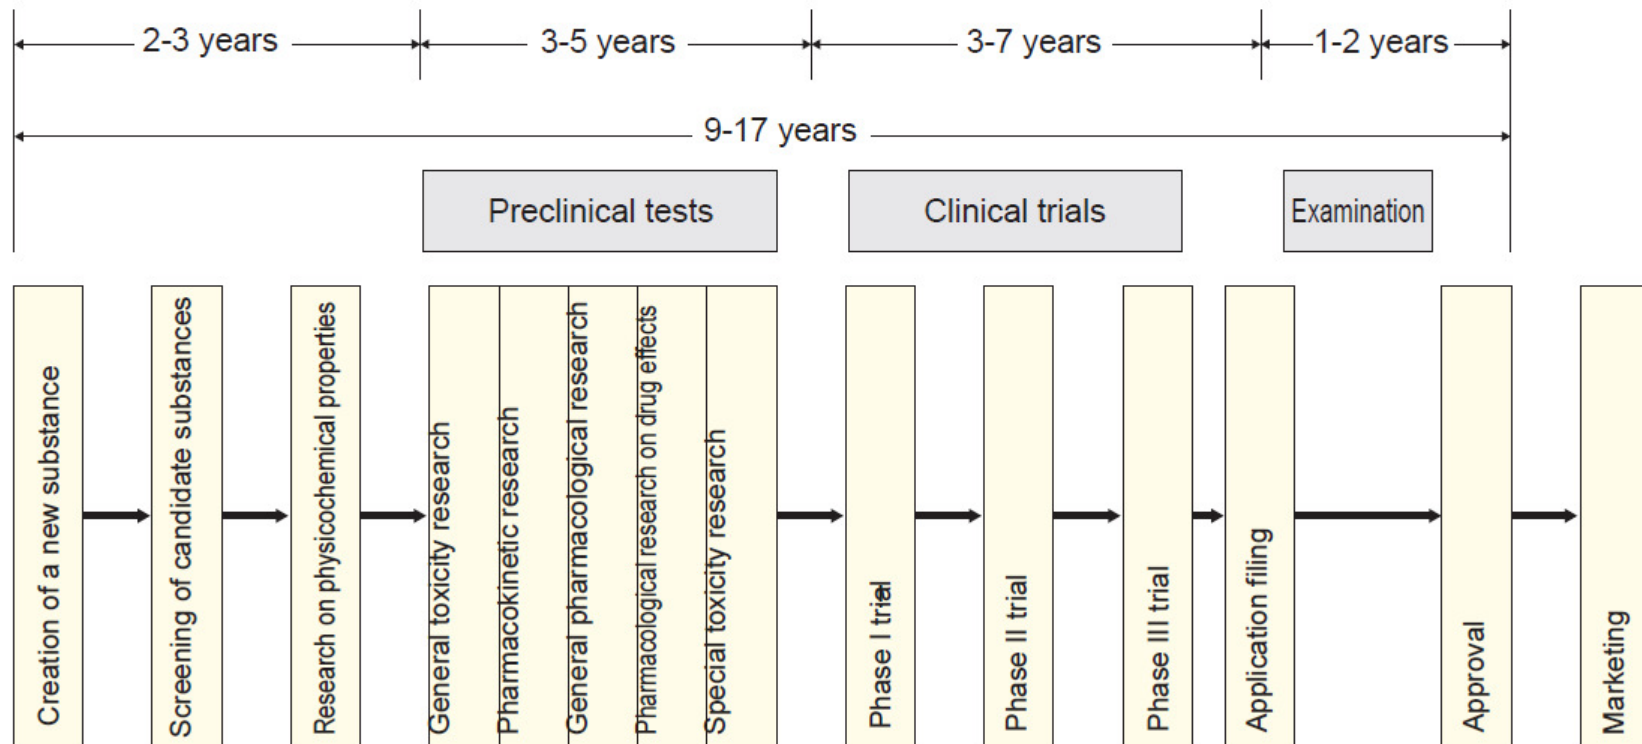 2-3 years
3-5 years
3-7 years
1-2 years
9-17 years
Preclinical tests
Clinical trials
Examination
Creation of a new substance
Screening of candidate substances
Research on physicochemical properties
General toxicity research
Pharmacokinetic research
General pharmacological research
Pharmacological research on drug effects
Special toxicity research
Phase I trial
Phase II trial
Phase III trial
Application filing
Approval
Marketing